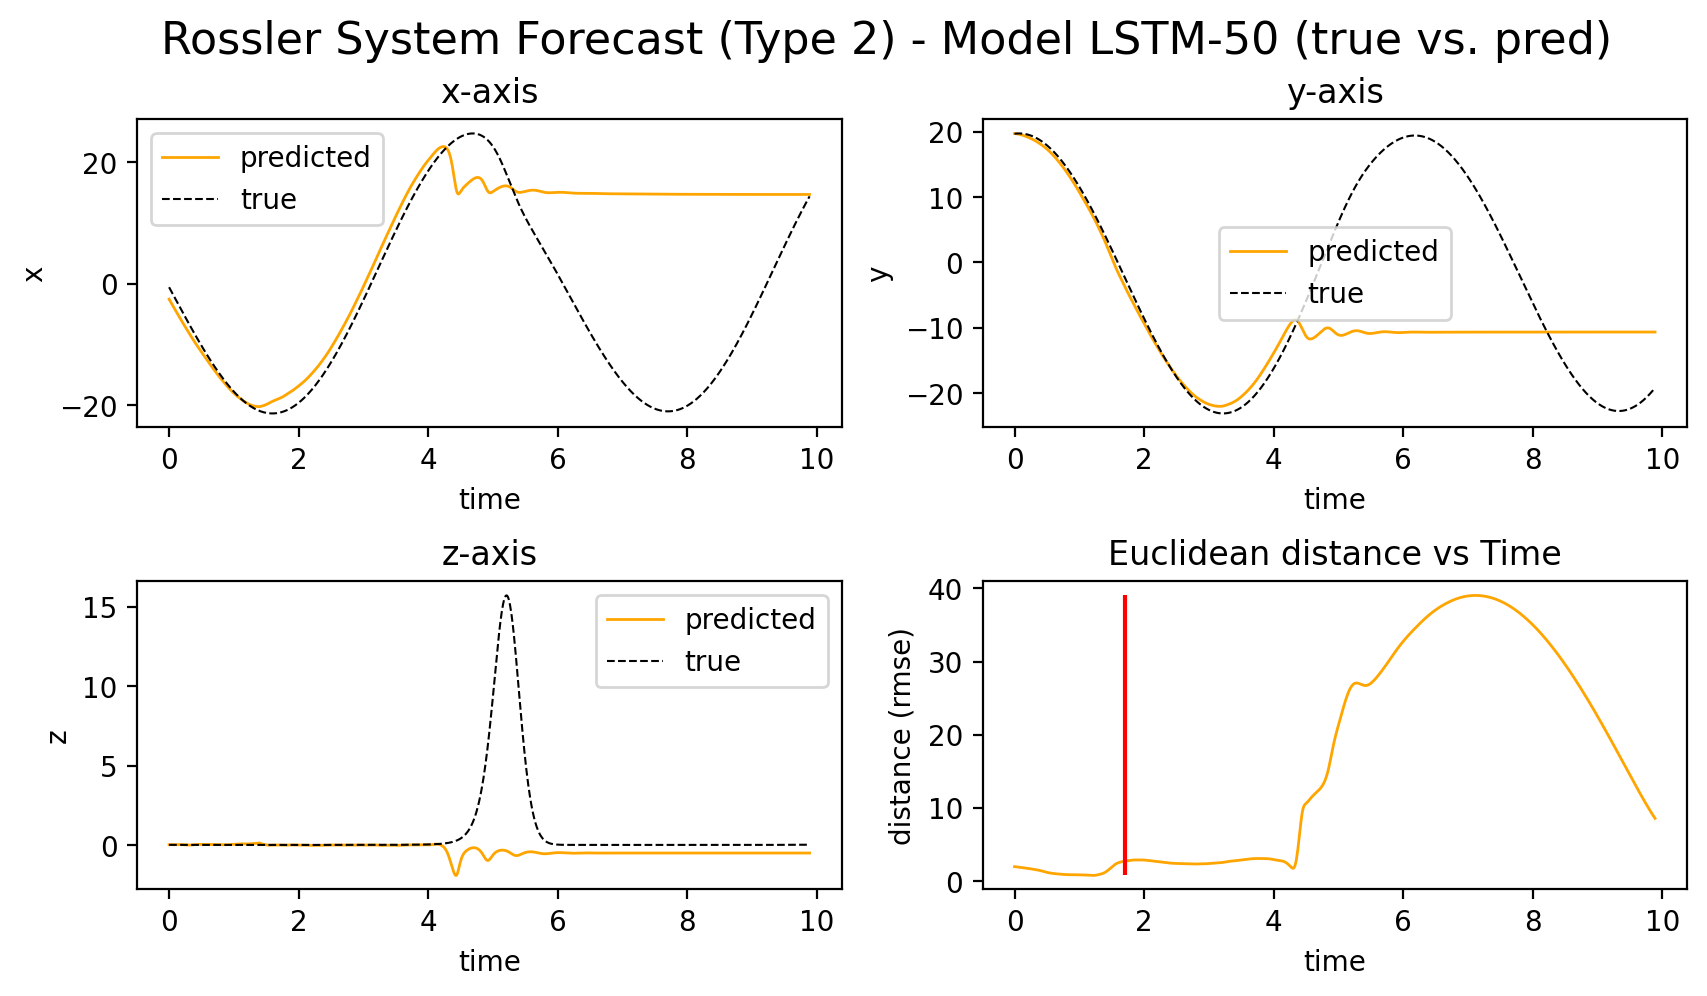 Rossler System Forecast (Type 2) - Model LSTM-50 (true vs. pred)
x-axis
predicted
true
x
20
0
−20
0 2 4 6 8 10
time
y-axis
predicted
true
y
20
10
0
−10
−20
0 2 4 6 8 10
time
z-axis
predicted
true
z
15
10
5
0
0 2 4 6 8 10
time
Euclidean distance vs Time
distance (rmse)
40
30
20
10
0
0 2 4 6 8 10
time